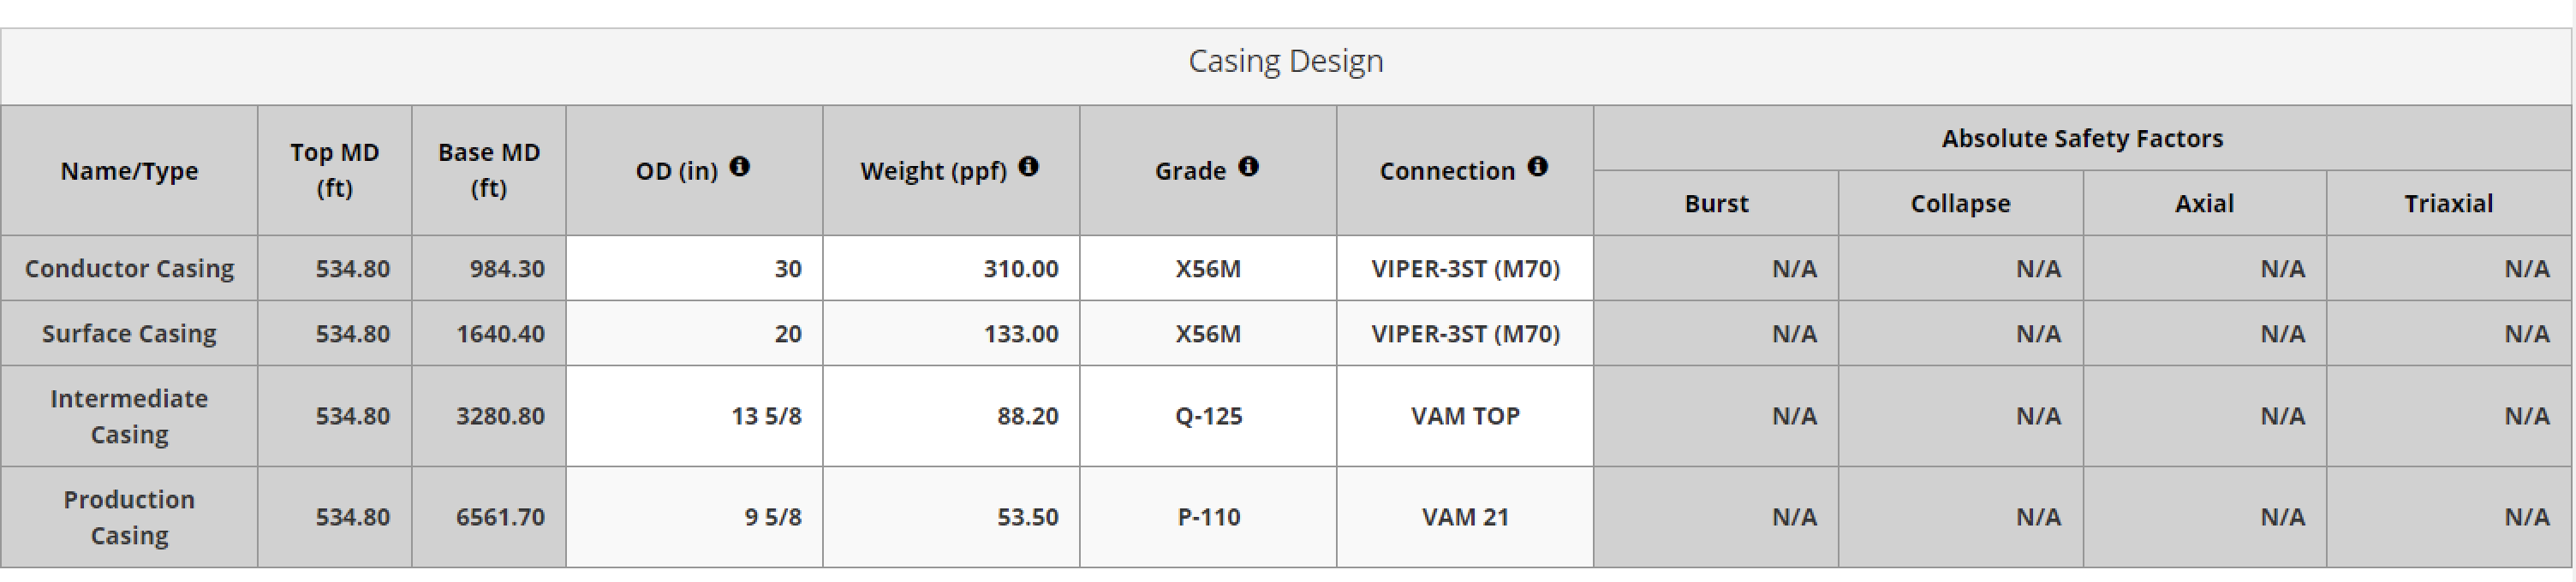 Casing Design
Name/Type Top MD (ft) Base MD (ft) OD (in) Weight (ppf) Grade Connection Absolute Safety Factors
Burst Collapse Axial Triaxial
Conductor Casing 534.80 984.30 30 310.00 X56M VIPER-3ST (M70) N/A N/A N/A N/A
Surface Casing 534.80 1640.40 20 133.00 X56M VIPER-3ST (M70) N/A N/A N/A N/A
Intermediate Casing 534.80 3280.80 13 5/8 88.20 Q-125 VAM TOP N/A N/A N/A N/A
Production Casing 534.80 6561.70 9 5/8 53.50 P-110 VAM 21 N/A N/A N/A N/A